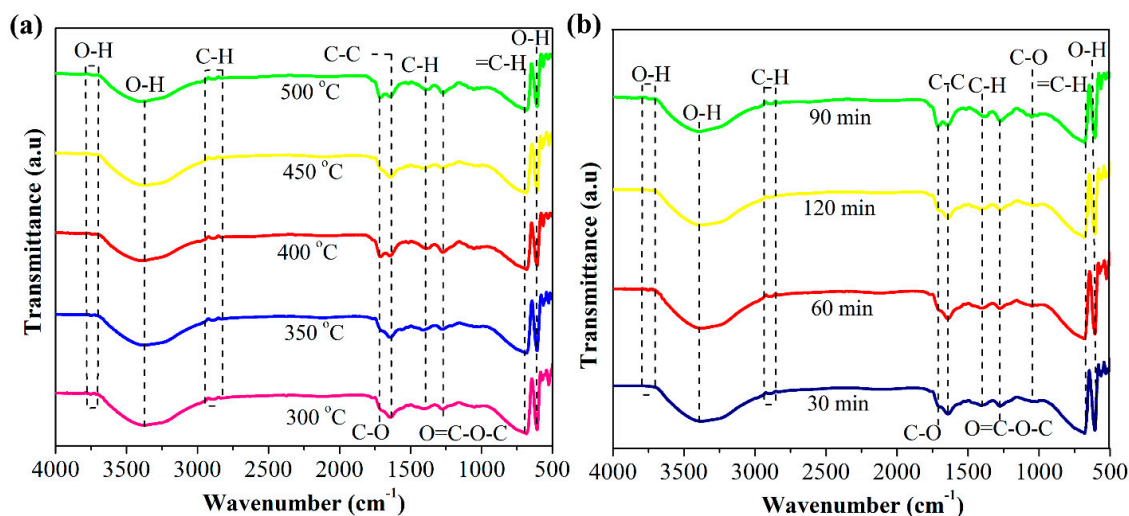 (a)
O-H
O-H
C-H
C-C
C-H
=C-H
O-H
500 °C
450 °C
400 °C
350 °C
300 °C
C-O
O=C-O-C
Transmittance (a.u)
4000 3500 3000 2500 2000 1500 1000 500
Wavenumber (cm-1)
(b)
O-H
O-H
C-H
C-C
C-H
C-O
=C-H
O-H
90 min
120 min
60 min
30 min
C-O
O=C-O-C
Transmittance (a.u)
4000 3500 3000 2500 2000 1500 1000 500
Wavenumber (cm-1)